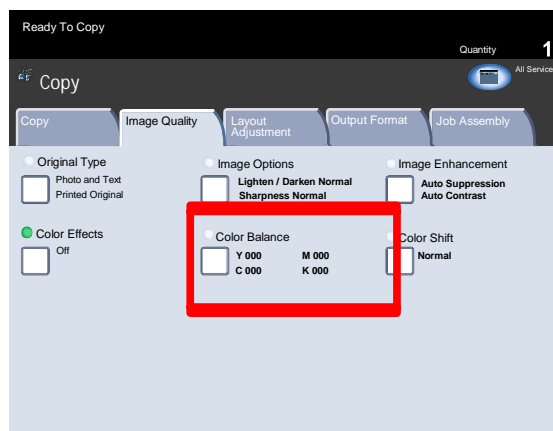 Ready To Copy
Quantity 1
Copy
All Service
Copy
Image Quality
Layout
Adjustment
Output Format
Job Assembly
Original Type
Photo and Text
Printed Original
Image Options
Lighten / Darken Normal
Sharpness Normal
Image Enhancement
Auto Suppression
Auto Contrast
Color Effects
Off
Color Balance
Y 000 M 000
C 000 K 000
Color Shift
Normal